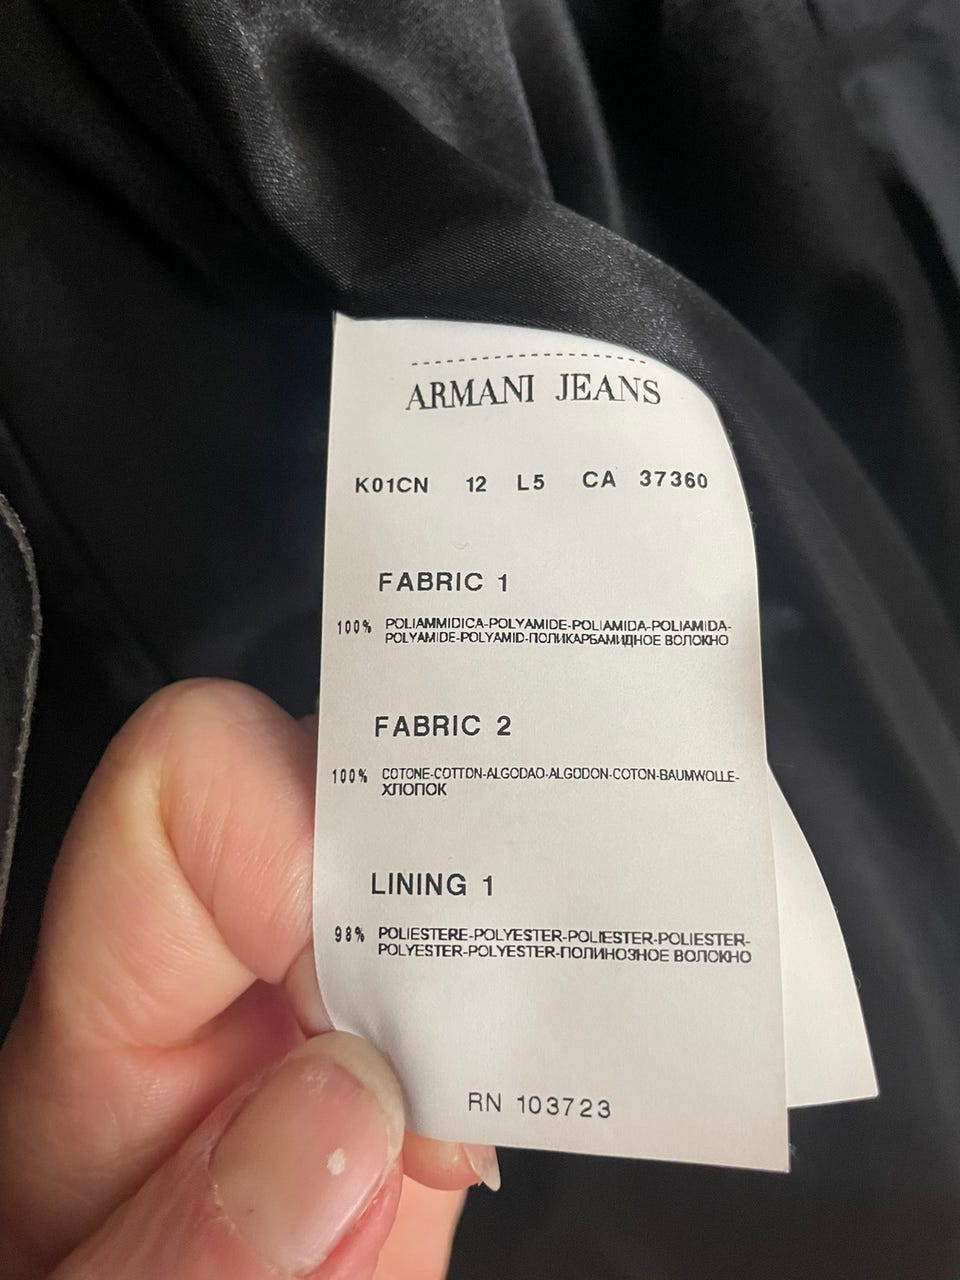 ARMANI JEANS
K01CN 12 L5 CA 37360
FABRIC 1
100% POLIAMMIDICA-POLYAMIDE-POLIAMIDA-POLIAMIDA-
POLYAMIDE-POLYAMID-ПОЛИКАРБАМИДНОЕ ВОЛОКНО
FABRIC 2
100% COTONE-COTTON-ALGODAO-ALGODON-COTON-BAUMWOLLE-
ХЛОПОК
LINING 1
98% POLIESTERE-POLYESTER-POLIESTER-POLIESTER-
POLYESTER-POLYESTER-ПОЛИНОЗНОЕ ВОЛОКНО
RN 103723